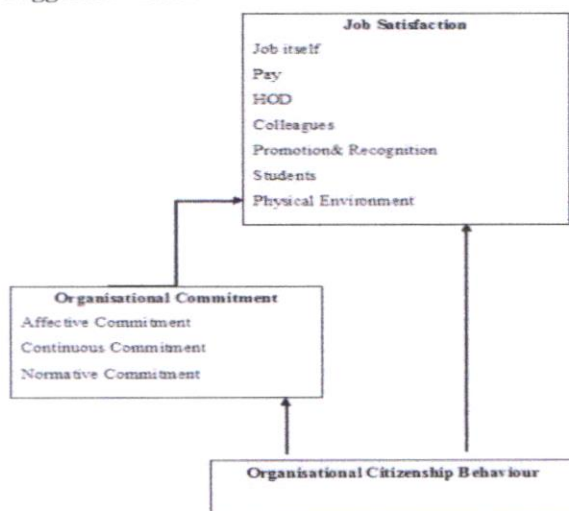 Job Satisfaction
Job itself
Pay
HOD
Colleagues
Promotion& Recognition
Students
Physical Environment
Organisational Commitment
Affective Commitment
Continuous Commitment
Normative Commitment
Organisational Citizenship Behaviour